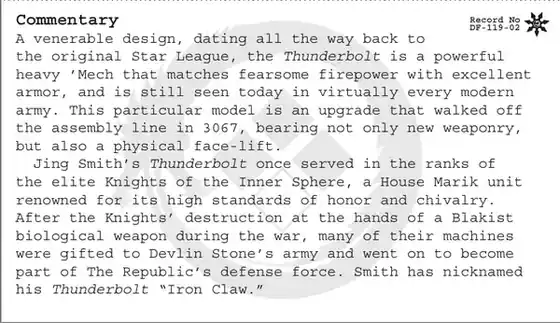 Commentary
Record No
DF-119-02
A venerable design, dating all the way back to
the original Star League, the Thunderbolt is a powerful
heavy ’Mech that matches fearsome firepower with excellent
armor, and is still seen today in virtually every modern
army. This particular model is an upgrade that walked off
the assembly line in 3067, bearing not only new weaponry,
but also a physical face-lift.
Jing Smith’s Thunderbolt once served in the ranks of
the elite Knights of the Inner Sphere, a House Marik unit
renowned for its high standards of honor and chivalry.
After the Knights’ destruction at the hands of a Blakist
biological weapon during the war, many of their machines
were gifted to Devlin Stone’s army and went on to become
part of The Republic’s defense force. Smith has nicknamed
his Thunderbolt “Iron Claw.”